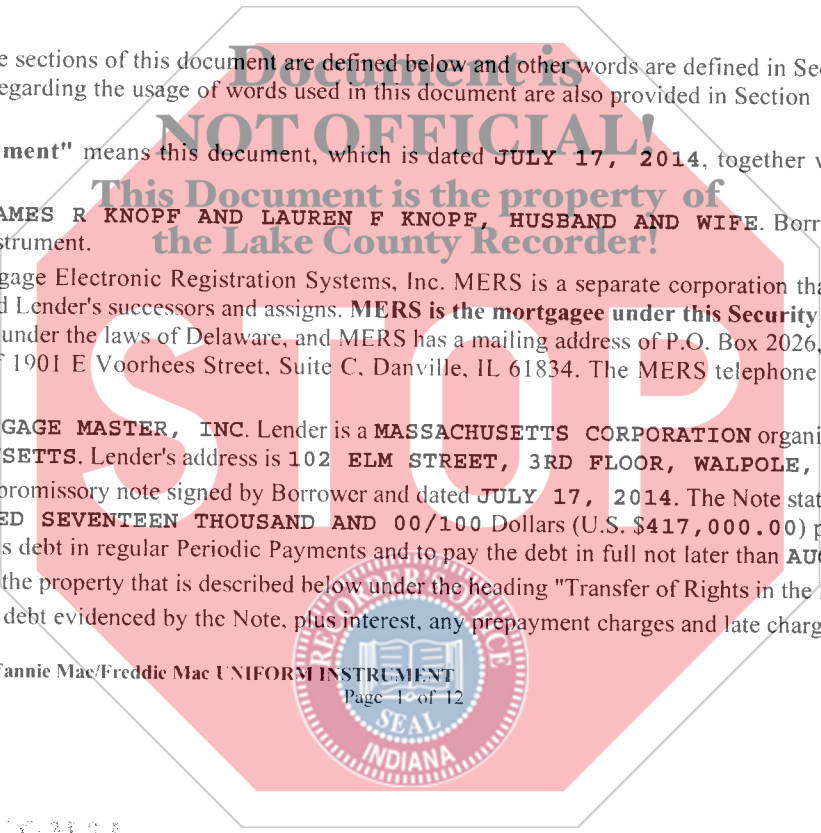 e sections of this document are defined below and other words are defined in Sec
egarding the usage of words used in this document are also provided in Section
Document is
NOT OFFICIAL!
This Document is the property of
the Lake County Recorder!
ment" means this document, which is dated JULY 17, 2014, together w
AMES R KNOPF AND LAUREN F KNOPF, HUSBAND AND WIFE. Borr
strument.
gage Electronic Registration Systems, Inc. MERS is a separate corporation tha
d Lender's successors and assigns. MERS is the mortgagee under this Security
under the laws of Delaware, and MERS has a mailing address of P.O. Box 2026,
f 1901 E Voorhees Street, Suite C, Danville, IL 61834. The MERS telephone
STOP
GAGE MASTER, INC. Lender is a MASSACHUSETTS CORPORATION organi
SETTS. Lender's address is 102 ELM STREET, 3RD FLOOR, WALPOLE,
promissory note signed by Borrower and dated JULY 17, 2014. The Note stat
ED SEVENTEEN THOUSAND AND 00/100 Dollars (U.S. $417,000.00) p
s debt in regular Periodic Payments and to pay the debt in full not later than AUG
the property that is described below under the heading "Transfer of Rights in the
debt evidenced by the Note, plus interest, any prepayment charges and late charg
Fannie Mae/Freddie Mac UNIFORM INSTRUMENT
Page 1 of 12
RECORDER'S OFFICE
SEAL
INDIANA